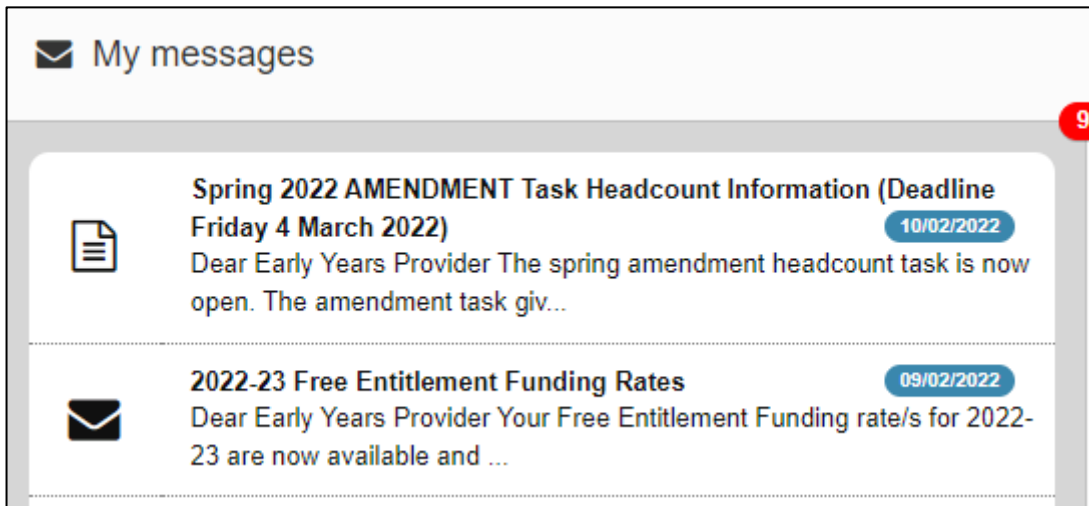 My messages
9
Spring 2022 AMENDMENT Task Headcount Information (Deadline
Friday 4 March 2022)
10/02/2022
Dear Early Years Provider The spring amendment headcount task is now
open. The amendment task giv...
2022-23 Free Entitlement Funding Rates
09/02/2022
Dear Early Years Provider Your Free Entitlement Funding rate/s for 2022-
23 are now available and ...